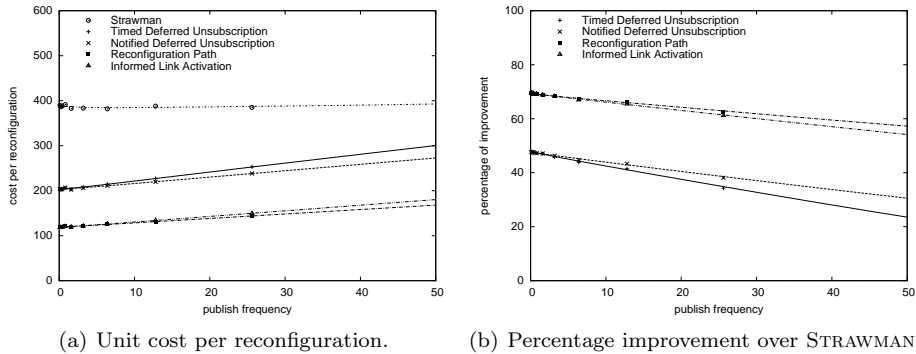 600
500
400
300
200
100
0
0
10
20
30
40
50
cost per reconfiguration
publish frequency
Strawman
Timed Deferred Unsubscription
Notified Deferred Unsubscription
Reconfiguration Path
Informed Link Activation
(a) Unit cost per reconfiguration.
100
80
60
40
20
0
0
10
20
30
40
50
percentage of improvement
publish frequency
Timed Deferred Unsubscription
Notified Deferred Unsubscription
Reconfiguration Path
Informed Link Activation
(b) Percentage improvement over STRAWMAN